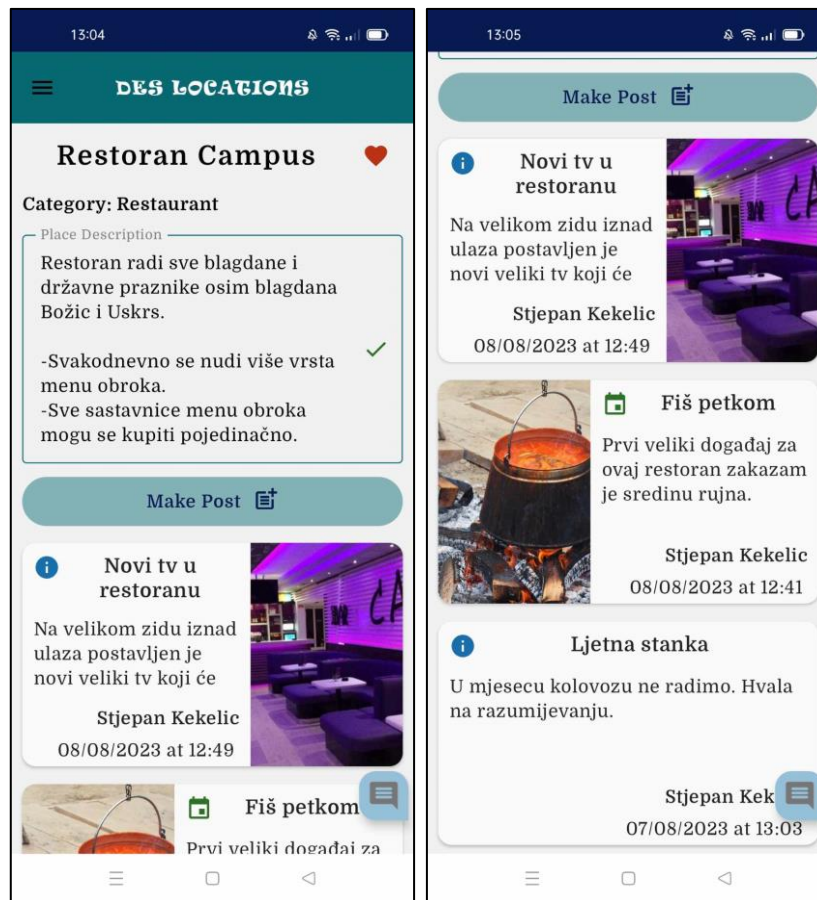 13:04
DES LOCATIONS
Restoran Campus
Category: Restaurant
Place Description
Restoran radi sve blagdane i
državne praznike osim blagdana
Božic i Uskrs.
-Svakodnevno se nudi više vrsta
menu obroka.
-Sve sastavnice menu obroka
mogu se kupiti pojedinačno.
Make Post
Novi tv u
restoranu
Na velikom zidu iznad
ulaza postavljen je
novi veliki tv koji će
Stjepan Kekelic
08/08/2023 at 12:49
CA
Fiš petkom
Prvi veliki događaj za
13:05
Make Post
Novi tv u
restoranu
Na velikom zidu iznad
ulaza postavljen je
novi veliki tv koji će
Stjepan Kekelic
08/08/2023 at 12:49
BAR CA
Fiš petkom
Prvi veliki događaj za
ovaj restoran zakazam
je sredinu rujna.
Stjepan Kekelic
08/08/2023 at 12:41
Ljetna stanka
U mjesecu kolovozu ne radimo. Hvala
na razumijevanju.
Stjepan Kek
07/08/2023 at 13:03